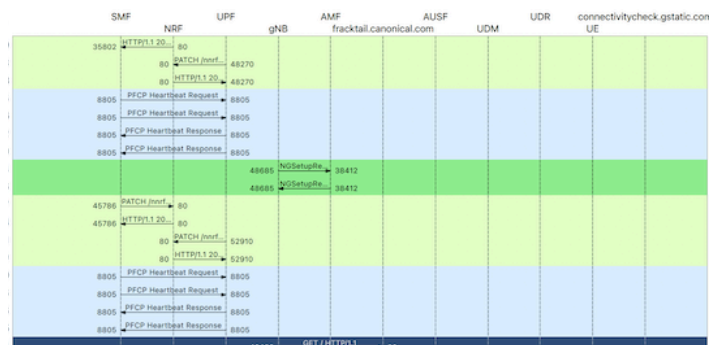 SMF UPF AMF AUSF UDR connectivitycheck.gstatic.com
NRF gNB fracktail.canonical.com UDM UE
35802 HTTP/1.1 20... 80
80 PATCH /nnrf... 48270
80 HTTP/1.1 20... 48270
8805 PFCP Heartbeat Request 8805
8805 PFCP Heartbeat Request 8805
8805 PFCP Heartbeat Response 8805
8805 PFCP Heartbeat Response 8805
48685 NGSetupRe... 38412
48685 NGSetupRe... 38412
45786 PATCH /nnrf... 80
45786 HTTP/1.1 20... 80
80 PATCH /nnrf... 52910
80 HTTP/1.1 20... 52910
8805 PFCP Heartbeat Request 8805
8805 PFCP Heartbeat Request 8805
8805 PFCP Heartbeat Response 8805
8805 PFCP Heartbeat Response 8805
GET / HTTP/1.1